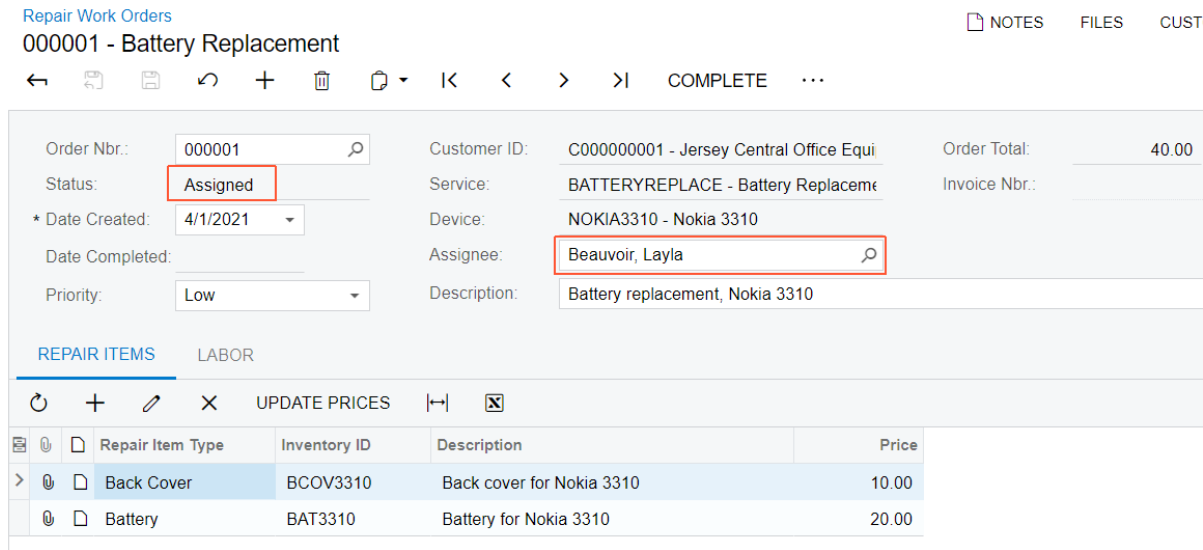 Repair Work Orders
NOTES FILES CUST
000001 - Battery Replacement
COMPLETE ...
Order Nbr.: 000001 Customer ID: C000000001 - Jersey Central Office Equi Order Total: 40.00
Status: Assigned Service: BATTERYREPLACE - Battery Replaceme Invoice Nbr.:
* Date Created: 4/1/2021 Device: NOKIA3310 - Nokia 3310
Date Completed: Assignee: Beauvoir, Layla
Priority: Low Description: Battery replacement, Nokia 3310
REPAIR ITEMS LABOR
UPDATE PRICES
Repair Item Type Inventory ID Description Price
Back Cover BCOV3310 Back cover for Nokia 3310 10.00
Battery BAT3310 Battery for Nokia 3310 20.00